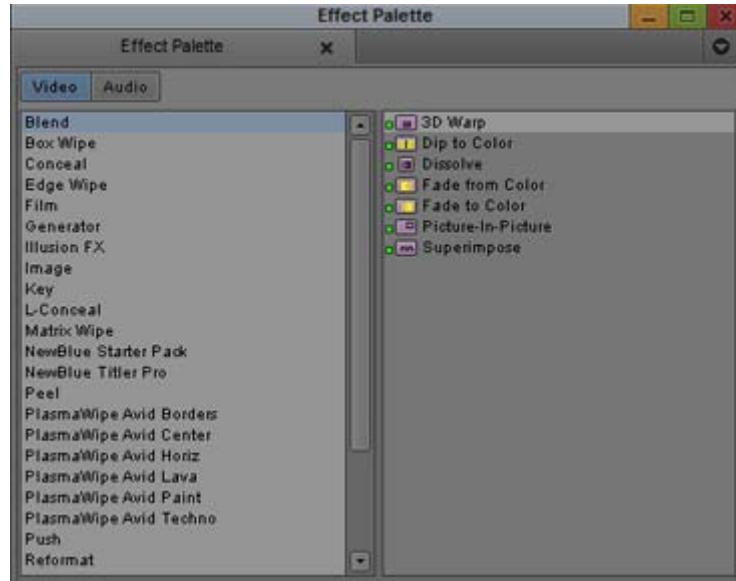 Effect Palette
Effect Palette
Video Audio
Blend
Box Wipe
Conceal
Edge Wipe
Film
Generator
Illusion FX
Image
Key
L-Conceal
Matrix Wipe
NewBlue Starter Pack
NewBlue Titler Pro
Peel
PlasmaWipe Avid Borders
PlasmaWipe Avid Center
PlasmaWipe Avid Horiz
PlasmaWipe Avid Lava
PlasmaWipe Avid Paint
PlasmaWipe Avid Techno
Push
Reformat
3D Warp
Dip to Color
Dissolve
Fade from Color
Fade to Color
Picture-In-Picture
Superimpose